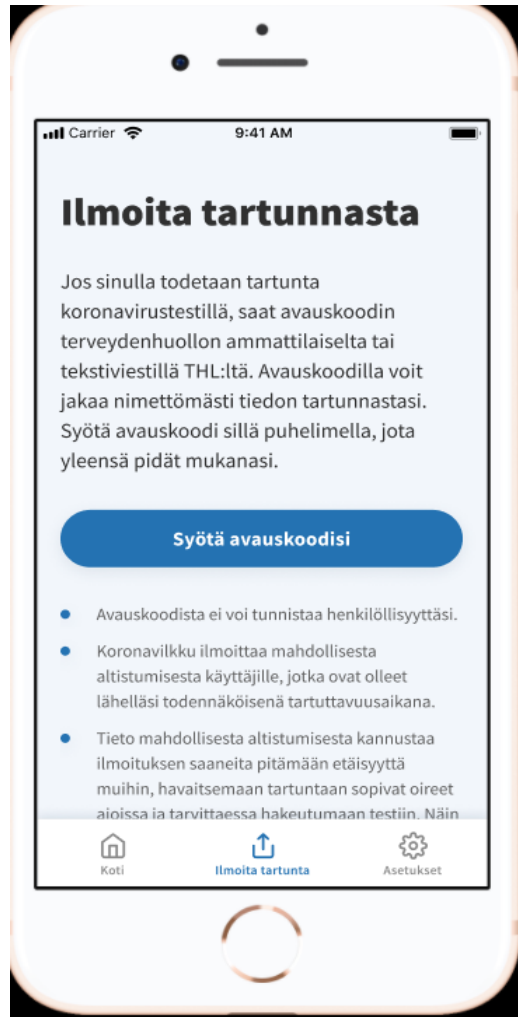 Carrier 9:41 AM
Ilmoita tartunnasta
Jos sinulla todetaan tartunta
koronavirustestillä, saat avauskoodin
terveydenhuollon ammattilaiselta tai
tekstiviestillä THL:ltä. Avauskoodilla voit
jakaa nimettömästi tiedon tartunnastasi.
Syötä avauskoodi sillä puhelimella, jota
yleensä pidät mukanasi.
Syötä avauskoodisi
Avauskoodista ei voi tunnistaa henkilöllisyyttäsi.
Koronavilkku ilmoittaa mahdollisesta
altistumisesta käyttäjille, jotka ovat olleet
lähelläsi todennäköisenä tartuttavuusaikana.
Tieto mahdollisesta altistumisesta kannustaa
ilmoituksen saaneita pitämään etäisyyttä
muihin, havaitsemaan tartuntaan sopivat oireet
ajoissa ja tarvittaessa hakeutumaan testiin. Näin
Koti Ilmoita tartunta Asetukset